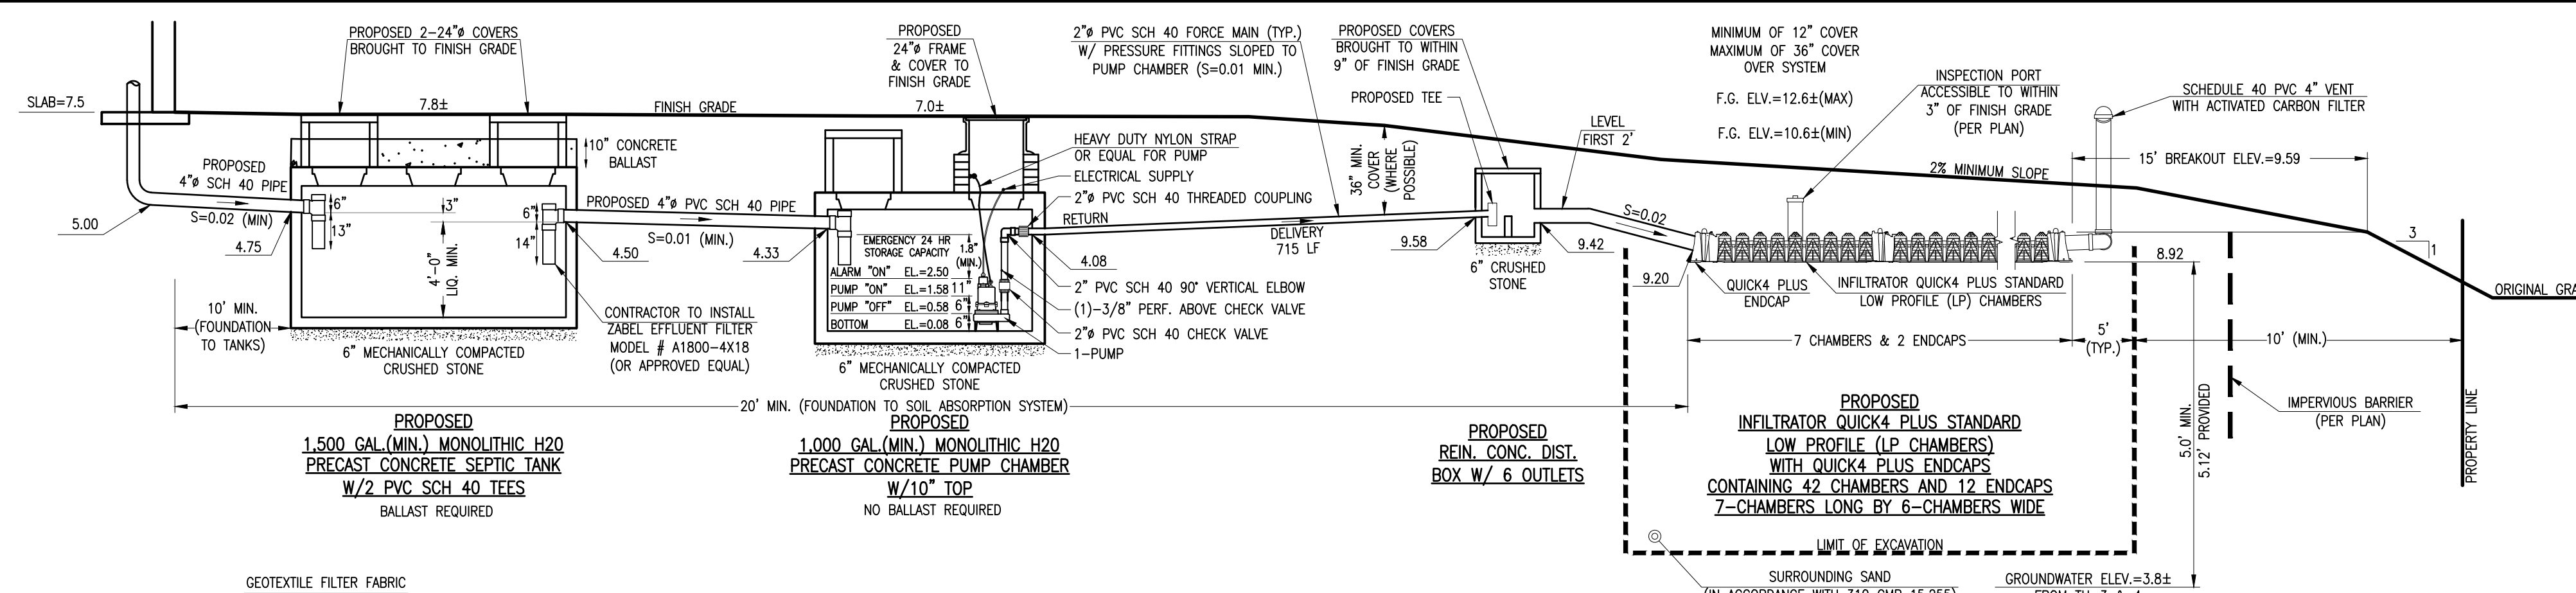 PROPOSED 2-24"ø COVERS
BROUGHT TO FINISH GRADE
PROPOSED
24"ø FRAME
& COVER TO
FINISH GRADE
2"ø PVC SCH 40 FORCE MAIN (TYP.)
W/ PRESSURE FITTINGS SLOPED TO
PUMP CHAMBER (S=0.01 MIN.)
PROPOSED COVERS
BROUGHT TO WITHIN
9" OF FINISH GRADE
PROPOSED TEE
MINIMUM OF 12" COVER
MAXIMUM OF 36" COVER
OVER SYSTEM
F.G. ELV.=12.6±(MAX)
F.G. ELV.=10.6±(MIN)
INSPECTION PORT
ACCESSIBLE TO WITHIN
3" OF FINISH GRADE
(PER PLAN)
SCHEDULE 40 PVC 4" VENT
WITH ACTIVATED CARBON FILTER
SLAB=7.5
7.8±
FINISH GRADE
7.0±
LEVEL
FIRST 2'
15' BREAKOUT ELEV.=9.59
2% MINIMUM SLOPE
10" CONCRETE
BALLAST
HEAVY DUTY NYLON STRAP
OR EQUAL FOR PUMP
ELECTRICAL SUPPLY
2"ø PVC SCH 40 THREADED COUPLING
36" MIN.
COVER
(WHERE
POSSIBLE)
PROPOSED
4"ø SCH 40 PIPE
S=0.02 (MIN)
5.00
4.75
6"
13"
3"
4'-0"
LIQ. MIN.
6"
14"
4.50
PROPOSED 4"ø PVC SCH 40 PIPE
S=0.01 (MIN.)
4.33
EMERGENCY 24 HR
STORAGE CAPACITY
1.8"
(MIN.)
ALARM "ON" EL.=2.50
PUMP "ON" EL.=1.58 11"
PUMP "OFF" EL.=0.58 6"
BOTTOM EL.=0.08 6"
RETURN
DELIVERY
715 LF
4.08
2" PVC SCH 40 90° VERTICAL ELBOW
(1)-3/8" PERF. ABOVE CHECK VALVE
2"ø PVC SCH 40 CHECK VALVE
1-PUMP
9.58
9.42
6" CRUSHED
STONE
S=0.02
9.20
QUICK4 PLUS
ENDCAP
INFILTRATOR QUICK4 PLUS STANDARD
LOW PROFILE (LP) CHAMBERS
8.92
3
1
ORIGINAL GRA
10' MIN.
(FOUNDATION
TO TANKS)
6" MECHANICALLY COMPACTED
CRUSHED STONE
CONTRACTOR TO INSTALL
ZABEL EFFLUENT FILTER
MODEL # A1800-4X18
(OR APPROVED EQUAL)
6" MECHANICALLY COMPACTED
CRUSHED STONE
7 CHAMBERS & 2 ENDCAPS
5'
(TYP.)
10' (MIN.)
20' MIN. (FOUNDATION TO SOIL ABSORPTION SYSTEM)
5.0' MIN.
5.12' PROVIDED
IMPERVIOUS BARRIER
(PER PLAN)
PROPERTY LINE
PROPOSED
1,500 GAL.(MIN.) MONOLITHIC H20
PRECAST CONCRETE SEPTIC TANK
W/2 PVC SCH 40 TEES
BALLAST REQUIRED
PROPOSED
1,000 GAL.(MIN.) MONOLITHIC H20
PRECAST CONCRETE PUMP CHAMBER
W/10" TOP
NO BALLAST REQUIRED
PROPOSED
REIN. CONC. DIST.
BOX W/ 6 OUTLETS
PROPOSED
INFILTRATOR QUICK4 PLUS STANDARD
LOW PROFILE (LP CHAMBERS)
WITH QUICK4 PLUS ENDCAPS
CONTAINING 42 CHAMBERS AND 12 ENDCAPS
7-CHAMBERS LONG BY 6-CHAMBERS WIDE
LIMIT OF EXCAVATION
GEOTEXTILE FILTER FABRIC
SURROUNDING SAND
(IN ACCORDANCE WITH 310 CMR 15.255)
GROUNDWATER ELEV.=3.8±